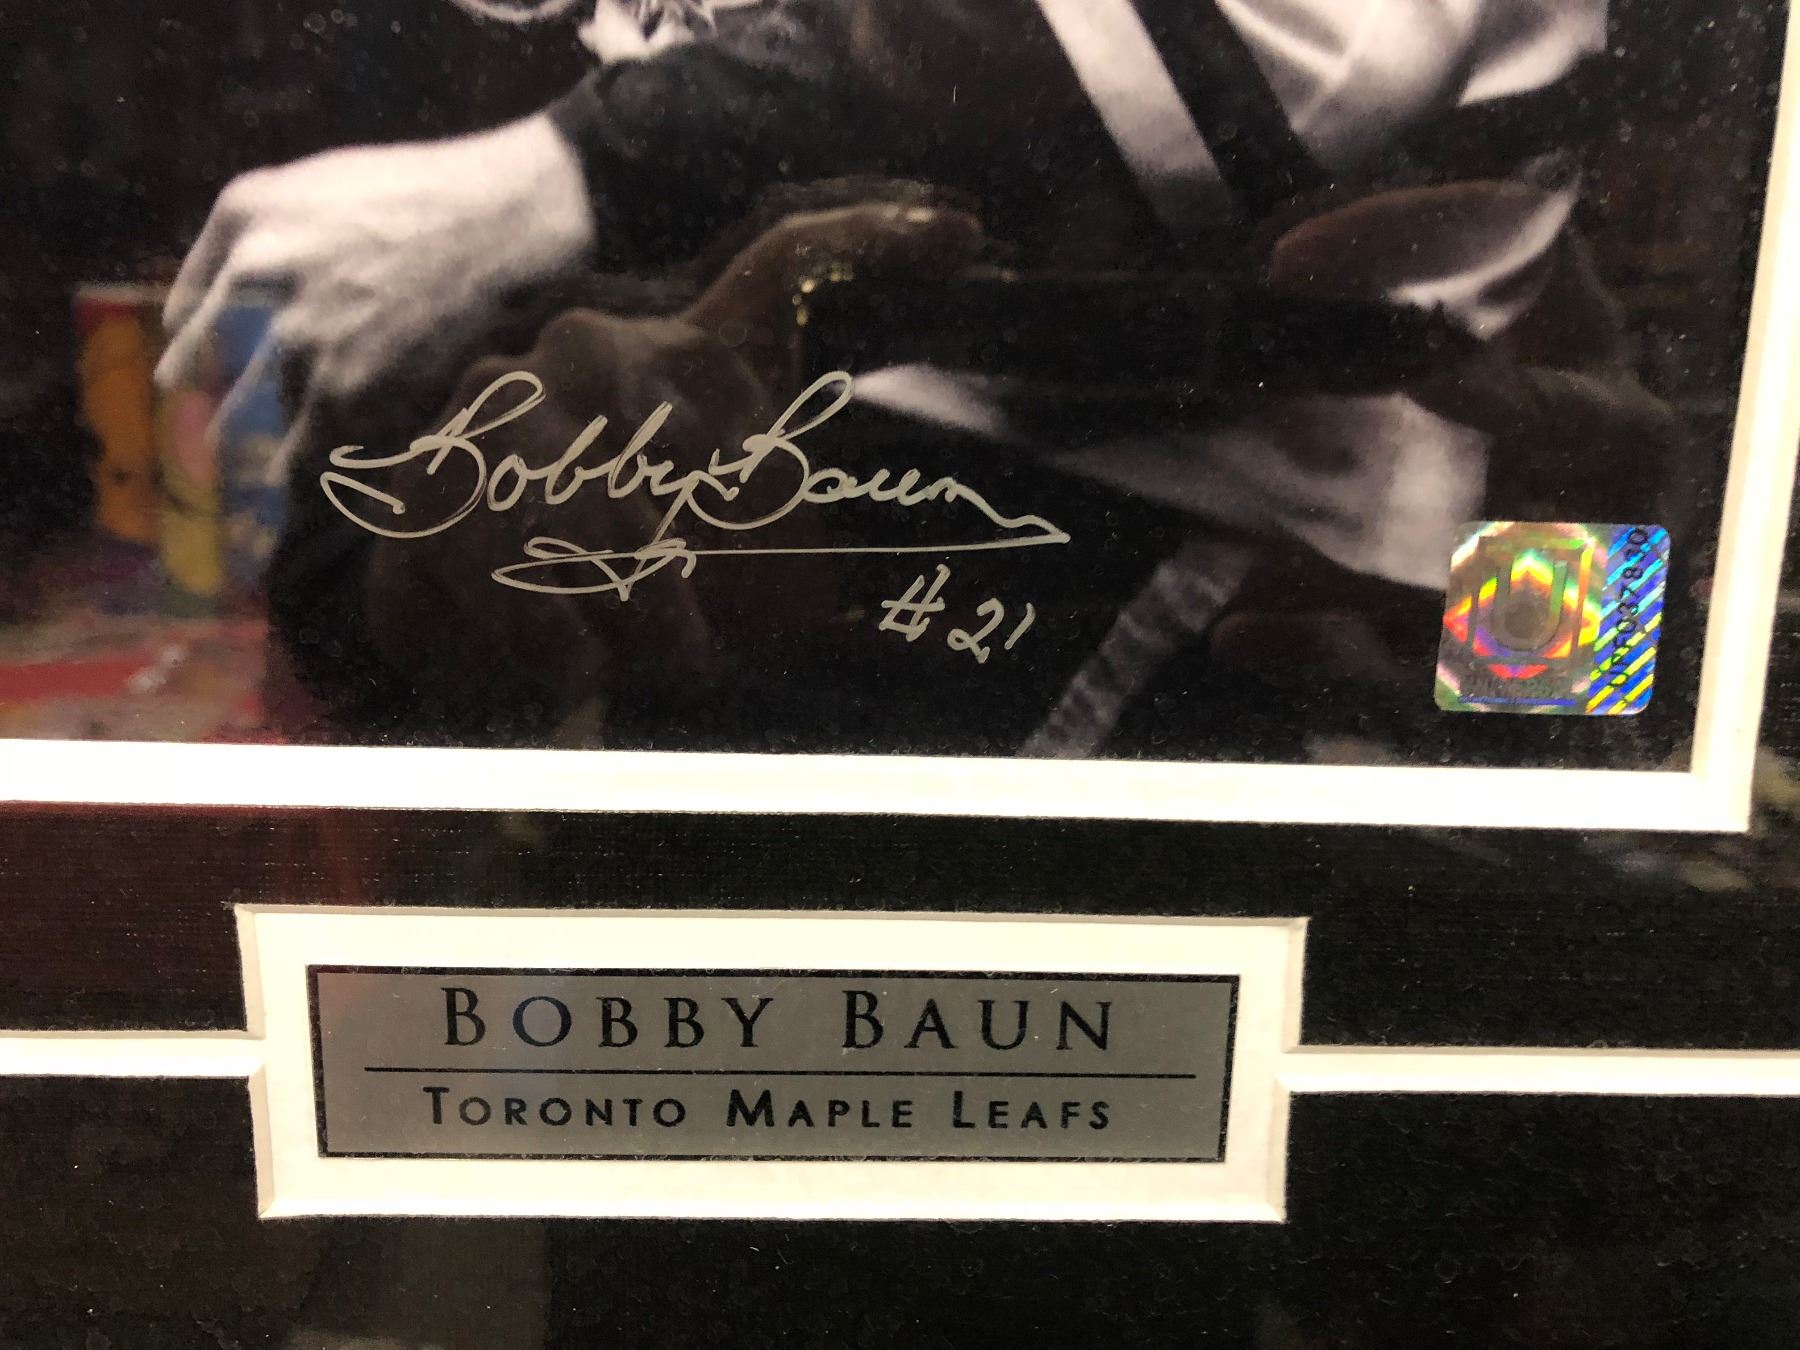 Bobby Baun
#21
U
BOBBY BAUN
TORONTO MAPLE LEAFS